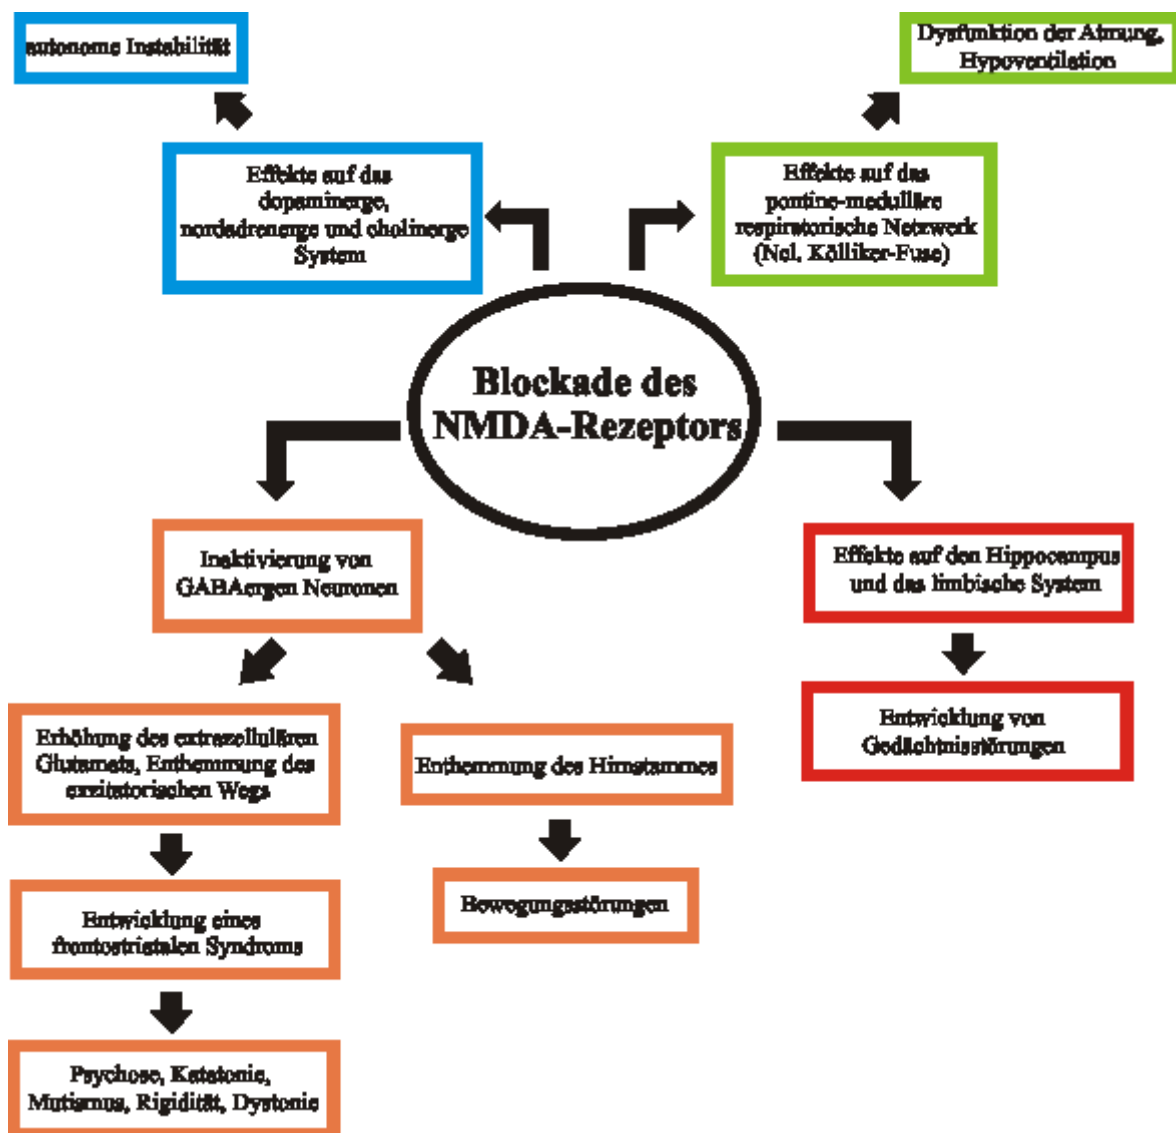 autonome Instabilität
Dysfunktion der Atmung,
Hypoventilation
Effekte auf das
dopaminerge,
nordadrenerge und cholinerge
System
Effekte auf das
pontine-medulläre
respiratorische Netzwerk
(Ncl. Kölliker-Fuse)
Blockade des
NMDA-Rezeptors
Inaktivierung von
GABAergen Neuronen
Effekte auf den Hippocampus
und das limbische System
Erhöhung des extrazellulären
Glutamats, Enthemmung des
exzitatorischen Wegs
Enthemmung des Hirnstammes
Entwicklung von
Gedächtnisstörungen
Entwicklung eines
frontostriatalen Syndroms
Bewegungsstörungen
Psychose, Katatonie,
Mutismus, Rigidität, Dystonie